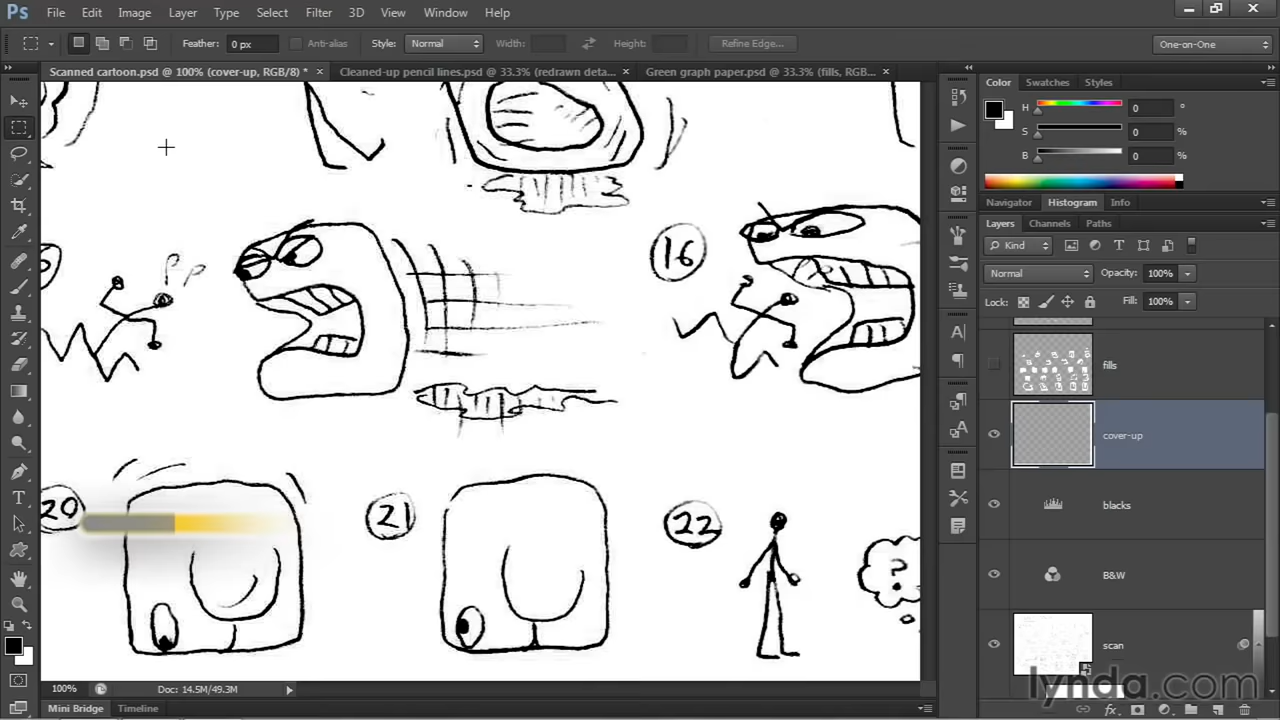 Ps File Edit Image Layer Type Select Filter 3D View Window Help
Feather: 0 px Anti-alias Style: Normal Width: Height: Refine Edge... One-on-One
Scanned cartoon.psd @ 100% (cover-up, RGB/8) * × Cleaned-up pencil lines.psd @ 33.3% (redrawn deta... × Green graph paper.psd @ 33.3% (fills, RGB... ×
Color Swatches Styles
H 0 °
S 0 %
B 0 %
Navigator Histogram Info
Layers Channels Paths
Kind
Normal Opacity: 100%
Lock: Fill: 100%
fills
cover-up
blacks
B&W
scan
16
20
21
22
?
100% Doc: 14.5M/49.3M
Mini Bridge Timeline
lynda.com